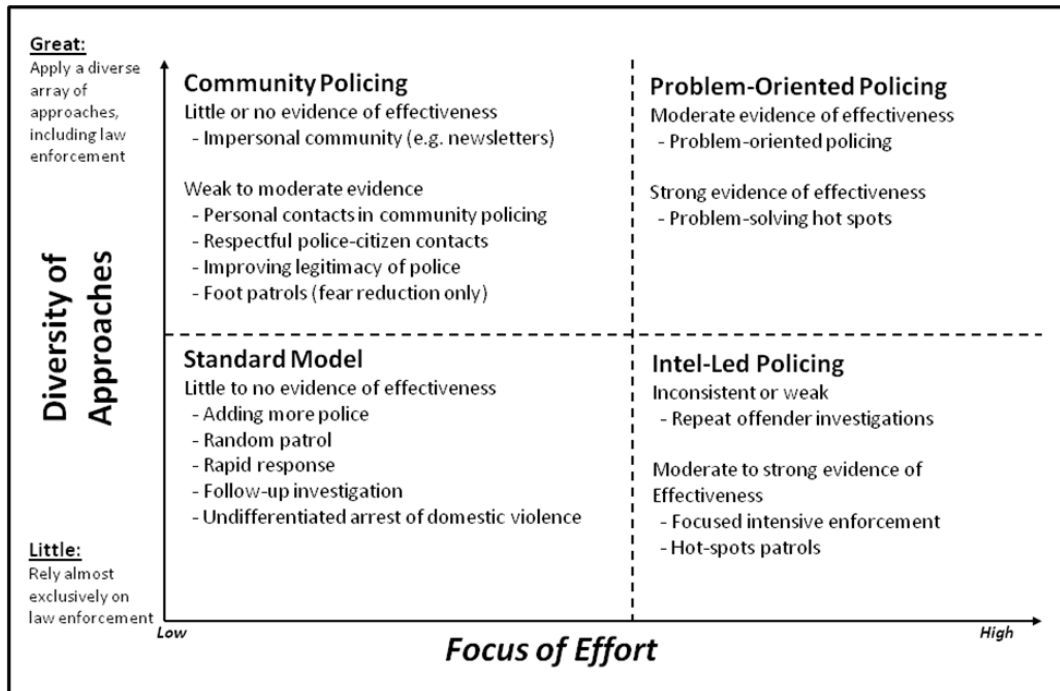 Great:
Apply a diverse
array of
approaches,
including law
enforcement
Diversity of
Approaches
Little:
Rely almost
exclusively on
law enforcement
Community Policing
Little or no evidence of effectiveness
- Impersonal community (e.g. newsletters)
Weak to moderate evidence
- Personal contacts in community policing
- Respectful police-citizen contacts
- Improving legitimacy of police
- Foot patrols (fear reduction only)
Problem-Oriented Policing
Moderate evidence of effectiveness
- Problem-oriented policing
Strong evidence of effectiveness
- Problem-solving hot spots
Standard Model
Little to no evidence of effectiveness
- Adding more police
- Random patrol
- Rapid response
- Follow-up investigation
- Undifferentiated arrest of domestic violence
Intel-Led Policing
Inconsistent or weak
- Repeat offender investigations
Moderate to strong evidence of
Effectiveness
- Focused intensive enforcement
- Hot-spots patrols
Low
High
Focus of Effort